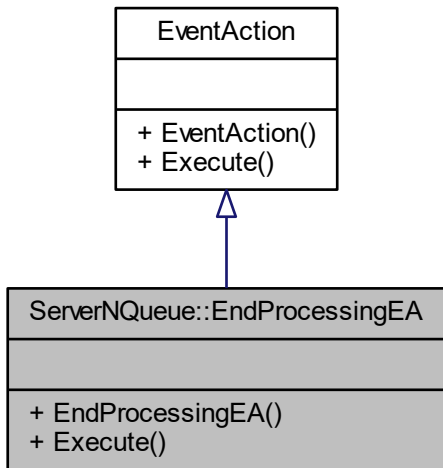 EventAction
+ EventAction()
+ Execute()
ServerNQueue::EndProcessingEA
+ EndProcessingEA()
+ Execute()